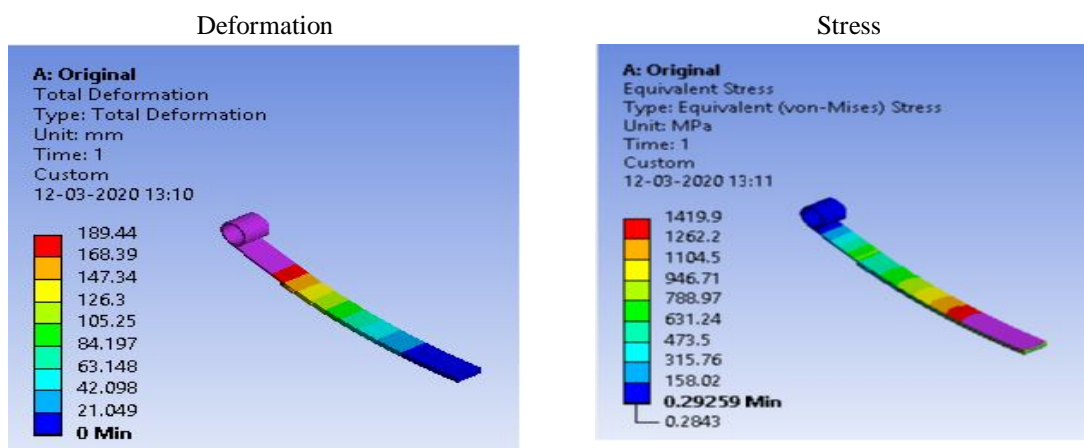 Deformation
A: Original
Total Deformation
Type: Total Deformation
Unit: mm
Time: 1
Custom
12-03-2020 13:10
189.44
168.39
147.34
126.3
105.25
84.197
63.148
42.098
21.049
0 Min
Stress
A: Original
Equivalent Stress
Type: Equivalent (von-Mises) Stress
Unit: MPa
Time: 1
Custom
12-03-2020 13:11
1419.9
1262.2
1104.5
946.71
788.97
631.24
473.5
315.76
158.02
0.29259 Min
0.2843